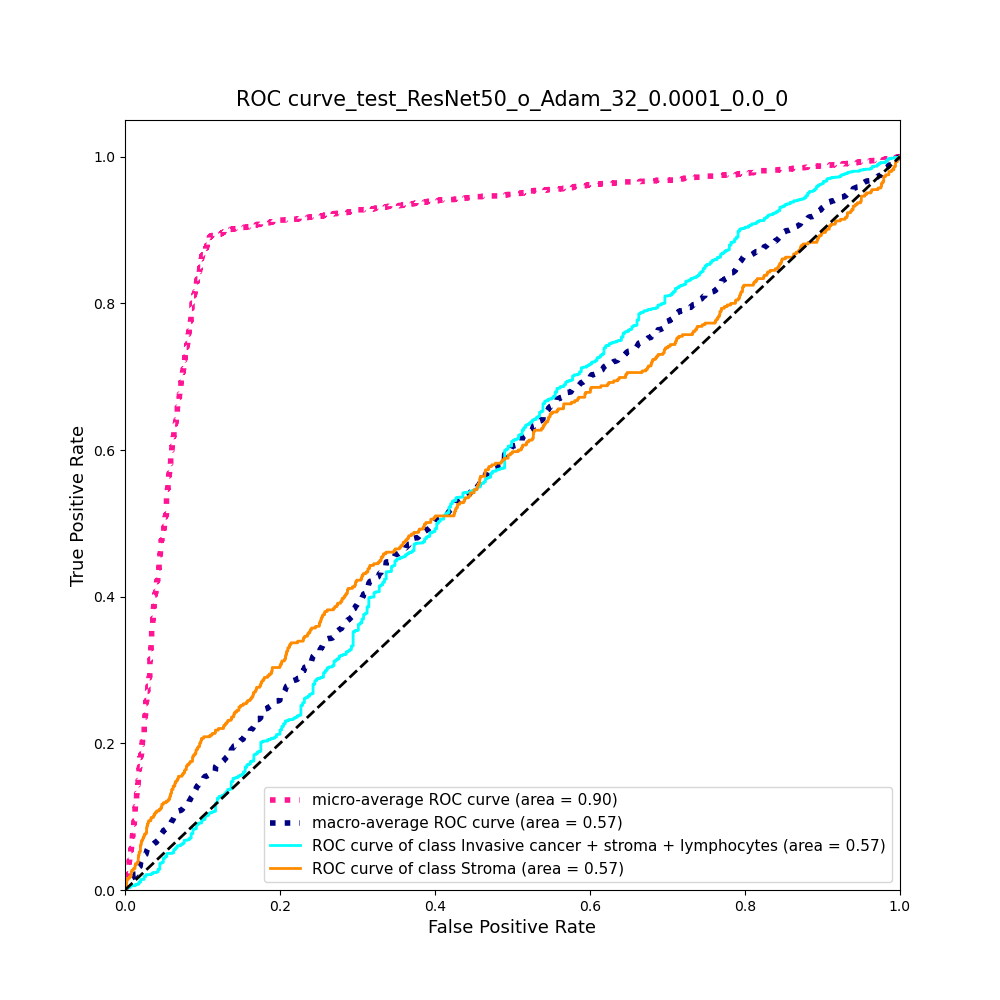 ROC curve_test_ResNet50_o_Adam_32_0.0001_0.0_0
True Positive Rate
1.0
0.8
0.6
0.4
0.2
0.0
micro-average ROC curve (area = 0.90)
macro-average ROC curve (area = 0.57)
ROC curve of class Invasive cancer + stroma + lymphocytes (area = 0.57)
ROC curve of class Stroma (area = 0.57)
0.0 0.2 0.4 0.6 0.8 1.0
False Positive Rate